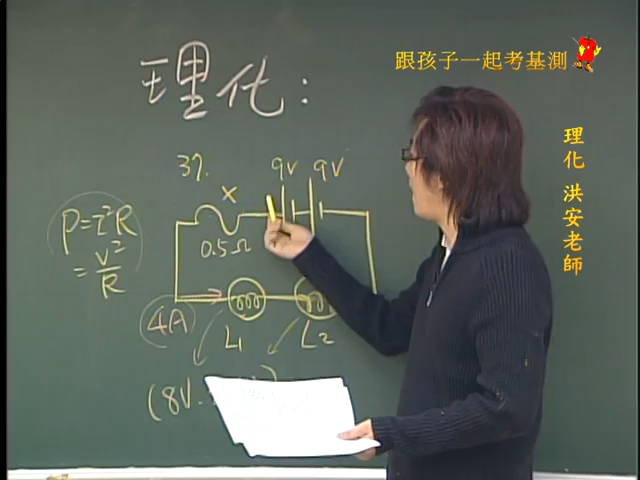 跟孩子一起考基測
理化 洪安老師
理化:
37.
9V 9V
X
0.5Ω
P=I²R
=V²/R
4A
L1 L2
(8V.